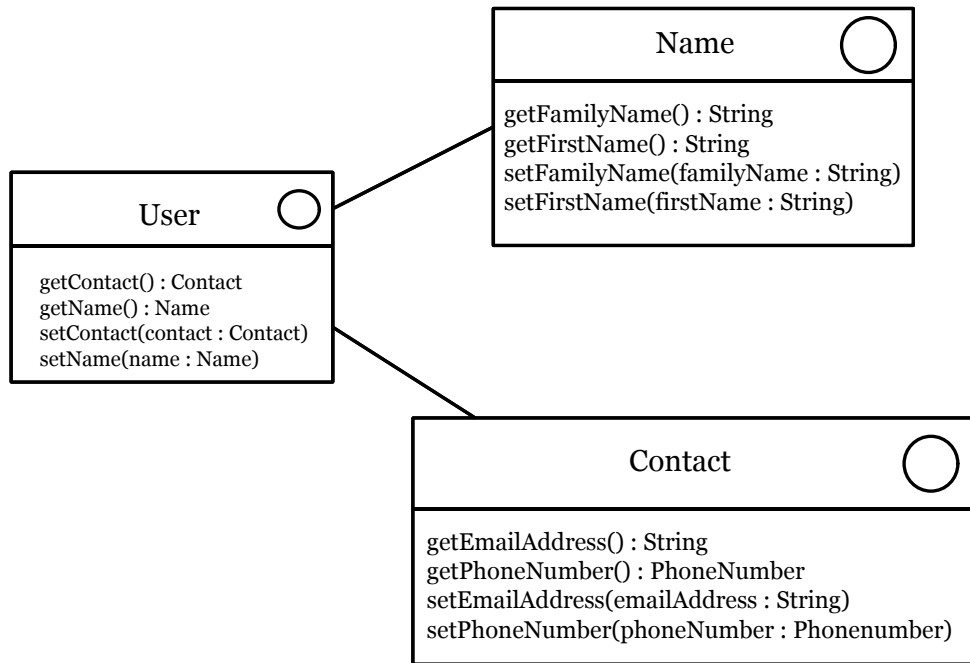 Name
getFamilyName() : String
getFirstName() : String
setFamilyName(familyName : String)
setFirstName(firstName : String)
User
getContact() : Contact
getName() : Name
setContact(contact : Contact)
setName(name : Name)
Contact
getEmailAddress() : String
getPhoneNumber() : PhoneNumber
setEmailAddress(emailAddress : String)
setPhoneNumber(phoneNumber : Phonenumber)